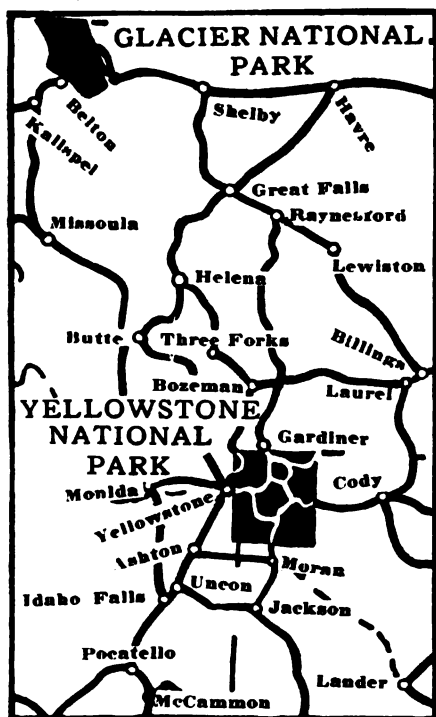 GLACIER NATIONAL
PARK
Belton
Kalispel
Shelby
Havre
Great Falls
Raynesford
Missoula
Lewiston
Helena
Butte
Three Forks
Billings
Bozeman
Laurel
YELLOWSTONE
NATIONAL
PARK
Gardiner
Monida
Cody
Yellowstone
Ashton
Moran
Uncon
Idaho Falls
Jackson
Pocatello
Lander
McCammon